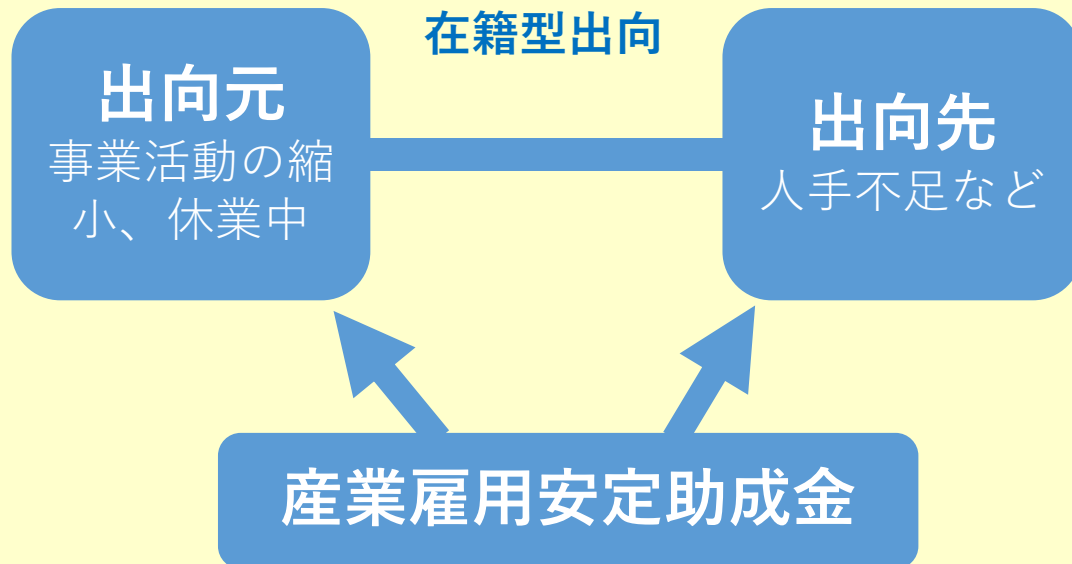 在籍型出向
出向元
事業活動の縮
小、休業中
出向先
人手不足など
産業雇用安定助成金